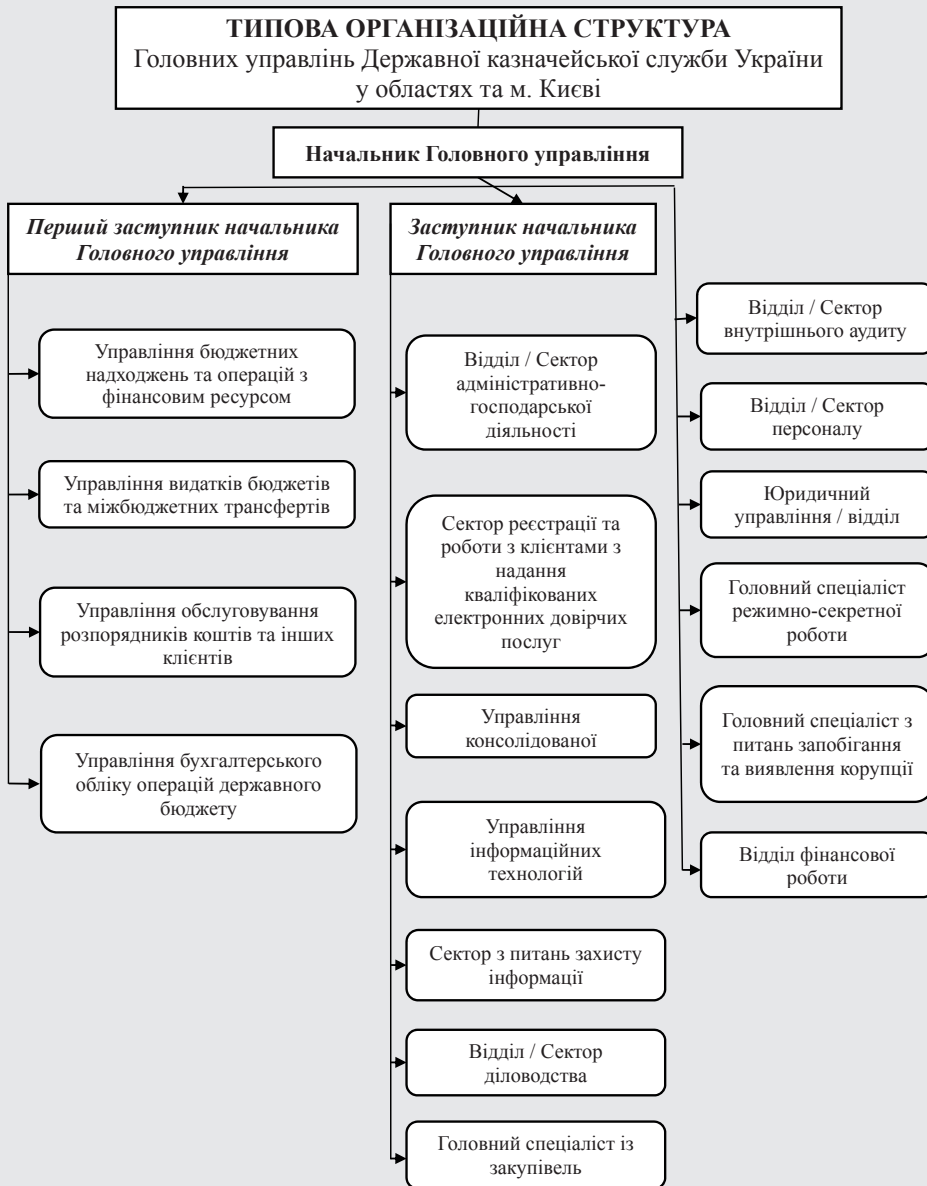 ТИПОВА ОРГАНІЗАЦІЙНА СТРУКТУРА
Головних управлінь Державної казначейської служби України
у областях та м. Києві
Начальник Головного управління
Перший заступник начальника
Головного управління
Управління бюджетних
надходжень та операцій з
фінансовим ресурсом
Управління видатків бюджетів
та міжбюджетних трансфертів
Управління обслуговування
розпорядників коштів та інших
клієнтів
Управління бухгалтерського
обліку операцій державного
бюджету
Заступник начальника
Головного управління
Відділ / Сектор
адміністративно-
господарської
діяльності
Сектор реєстрації та
роботи з клієнтами з
надання
кваліфікованих
електронних довірчих
послуг
Управління
консолідованої
Управління
інформаційних
технологій
Сектор з питань захисту
інформації
Відділ / Сектор
діловодства
Головний спеціаліст із
закупівель
Відділ / Сектор
внутрішнього аудиту
Відділ / Сектор
персоналу
Юридичний
управління / відділ
Головний спеціаліст
режимно-секретної
роботи
Головний спеціаліст з
питань запобігання
та виявлення корупції
Відділ фінансової
роботи